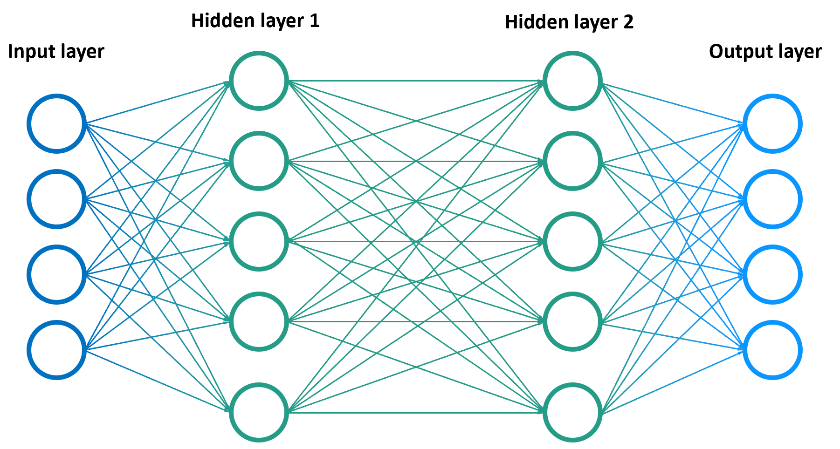 Input layer
Hidden layer 1
Hidden layer 2
Output layer